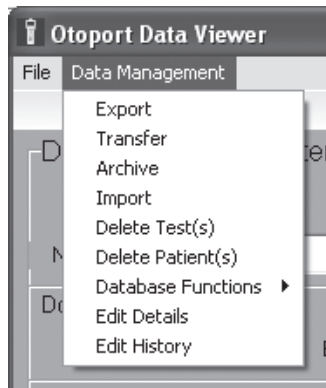 Otoport Data Viewer
File Data Management
Export
Transfer
Archive
Import
Delete Test(s)
Delete Patient(s)
Database Functions
Edit Details
Edit History